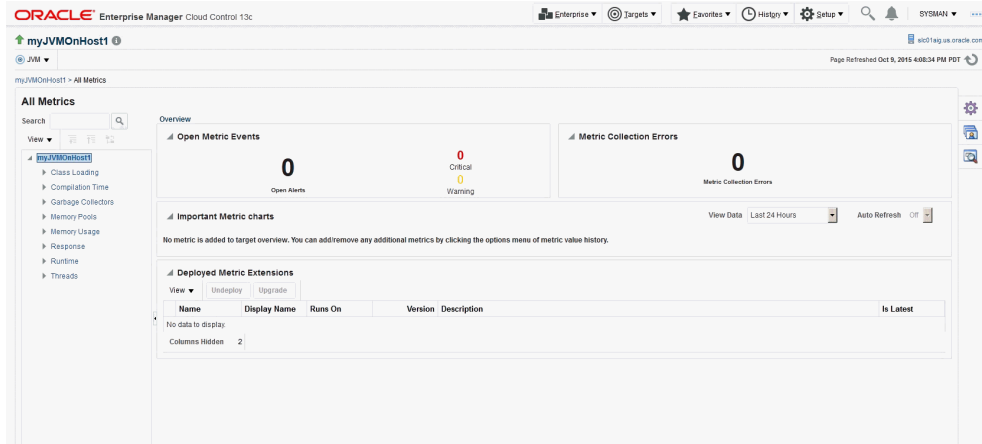 ORACLE Enterprise Manager Cloud Control 13c
Enterprise Targets Favorites History Setup SYSMAN
myJVMOnHost1
slc01aig.us.oracle.com
JVM
Page Refreshed Oct 9, 2015 4:08:34 PM PDT
myJVMOnHost1 > All Metrics
All Metrics
Search
View
myJVMOnHost1
Class Loading
Compilation Time
Garbage Collectors
Memory Pools
Memory Usage
Response
Runtime
Threads
Overview
Open Metric Events
0
Open Alerts
0
Critical
0
Warning
Metric Collection Errors
0
Metric Collection Errors
Important Metric charts
View Data Last 24 Hours Auto Refresh Off
No metric is added to target overview. You can add/remove any additional metrics by clicking the options menu of metric value history.
Deployed Metric Extensions
View Undeploy Upgrade
Name Display Name Runs On Version Description Is Latest
No data to display.
Columns Hidden 2